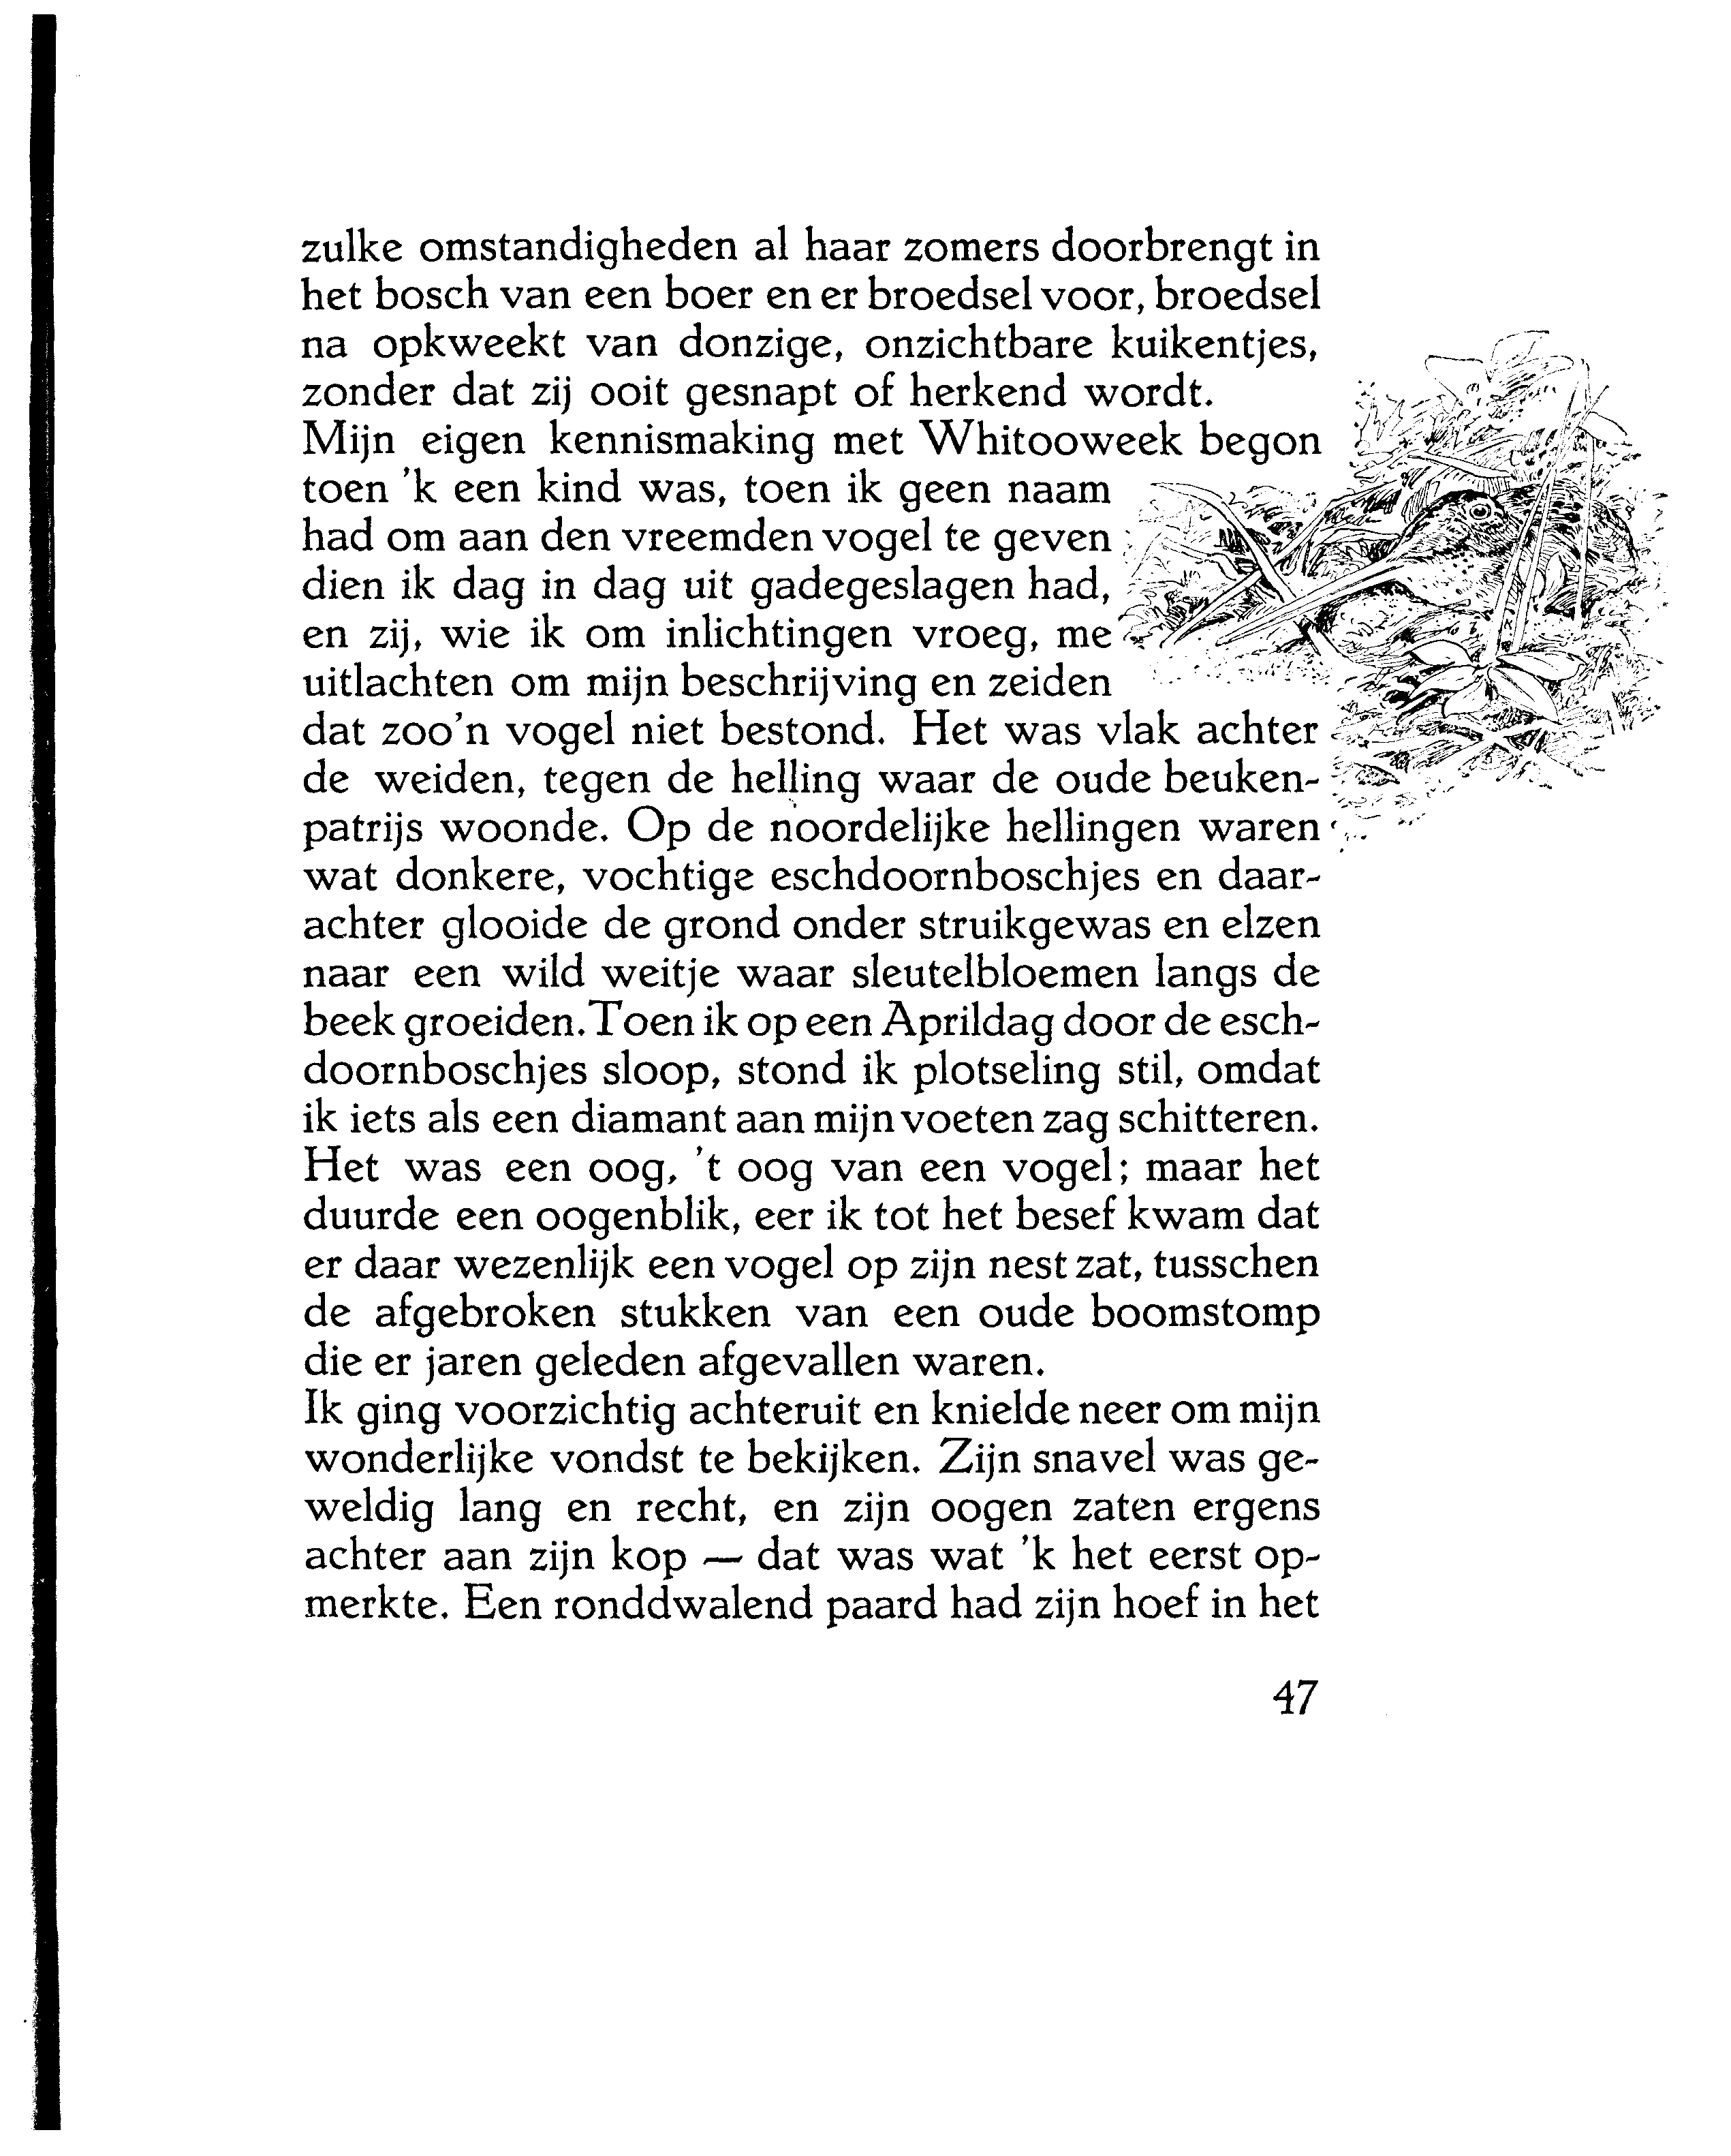 zulke omstandigheden al haar zomers doorbrengt in
het bosch van een boer en er broedsel voor, broedsel
na opkweekt van donzige, onzichtbare kuikentjes,
zonder dat zij ooit gesnapt of herkend wordt.
Mijn eigen kennismaking met Whitooweek begon
toen 'k een kind was, toen ik geen naam
had om aan den vreemden vogel te geven
dien ik dag in dag uit gadegeslagen had,
en zij, wie ik om inlichtingen vroeg, me
uitlachten om mijn beschrijving en zeiden
dat zoo'n vogel niet bestond. Het was vlak achter
de weiden, tegen de helling waar de oude beuken-
patrijs woonde. Op de noordelijke hellingen waren
wat donkere, vochtige eschdoornboschjes en daar-
achter glooide de grond onder struikgewas en elzen
naar een wild weitje waar sleutelbloemen langs de
beek groeiden. Toen ik op een Aprildag door de esch-
doornboschjes sloop, stond ik plotseling stil, omdat
ik iets als een diamant aan mijn voeten zag schitteren.
Het was een oog, 't oog van een vogel; maar het
duurde een oogenblik, eer ik tot het besef kwam dat
er daar wezenlijk een vogel op zijn nest zat, tusschen
de afgebroken stukken van een oude boomstomp
die er jaren geleden afgevallen waren.
Ik ging voorzichtig achteruit en knielde neer om mijn
wonderlijke vondst te bekijken. Zijn snavel was ge-
weldig lang en recht, en zijn oogen zaten ergens
achter aan zijn kop — dat was wat 'k het eerst op-
merkte. Een ronddwalend paard had zijn hoef in het
47